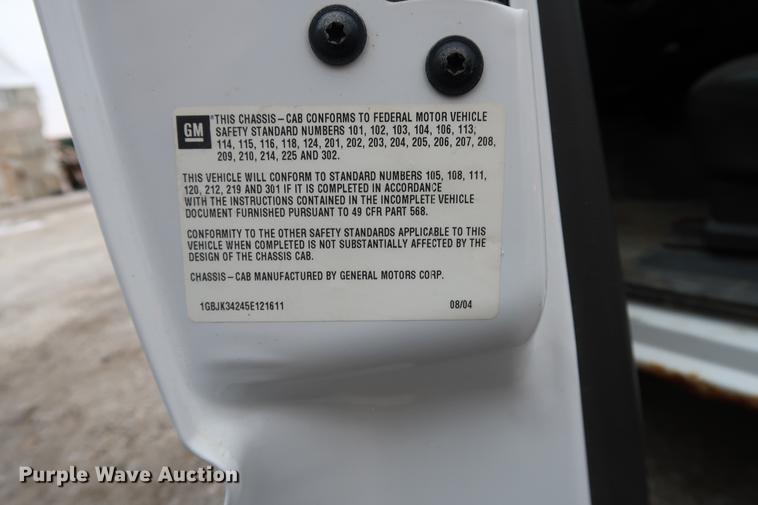 GM
THIS CHASSIS-CAB CONFORMS TO FEDERAL MOTOR VEHICLE
SAFETY STANDARD NUMBERS 101, 102, 103, 104, 106, 113,
114, 115, 116, 118, 124, 201, 202, 203, 204, 205, 206, 207, 208,
209, 210, 214, 225 AND 302.
THIS VEHICLE WILL CONFORM TO STANDARD NUMBERS 105, 108, 111,
120, 212, 219 AND 301 IF IT IS COMPLETED IN ACCORDANCE
WITH THE INSTRUCTIONS CONTAINED IN THE INCOMPLETE VEHICLE
DOCUMENT FURNISHED PURSUANT TO 49 CFR PART 568.
CONFORMITY TO THE OTHER SAFETY STANDARDS APPLICABLE TO THIS
VEHICLE WHEN COMPLETED IS NOT SUBSTANTIALLY AFFECTED BY THE
DESIGN OF THE CHASSIS CAB.
CHASSIS-CAB MANUFACTURED BY GENERAL MOTORS CORP.
1GBJK34245E121611 08/04
Purple Wave Auction